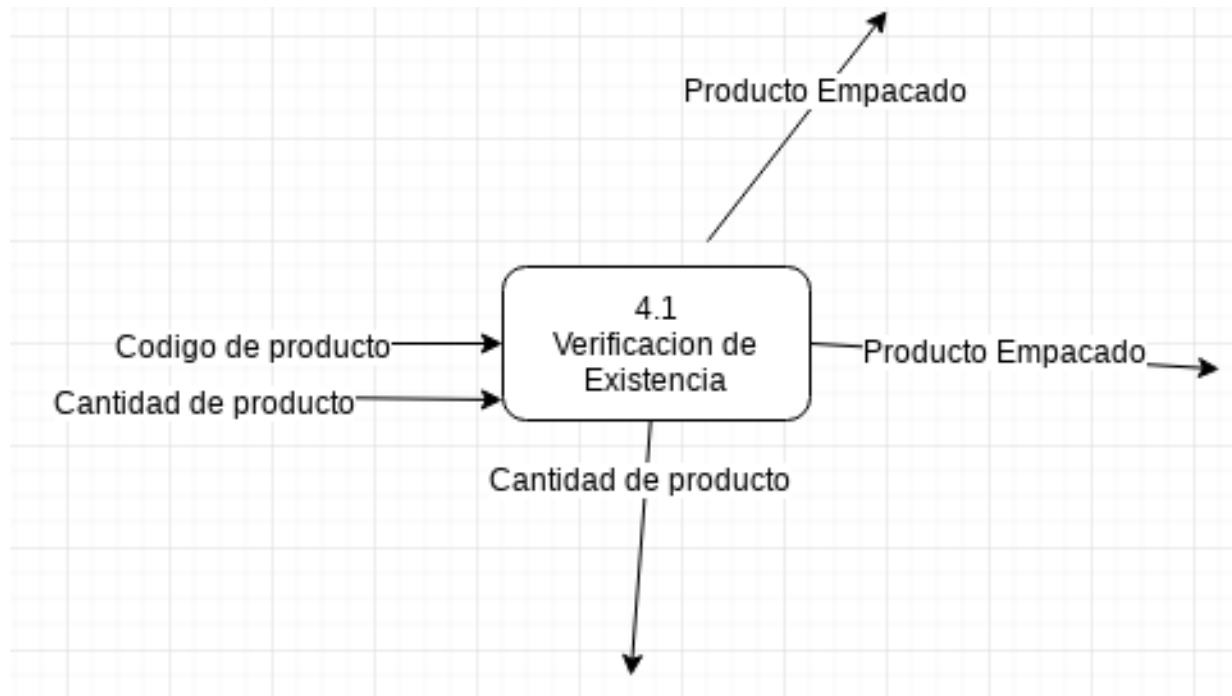 Producto Empacado
4.1
Verificacion de
Existencia
Codigo de producto
Producto Empacado
Cantidad de producto
Cantidad de producto